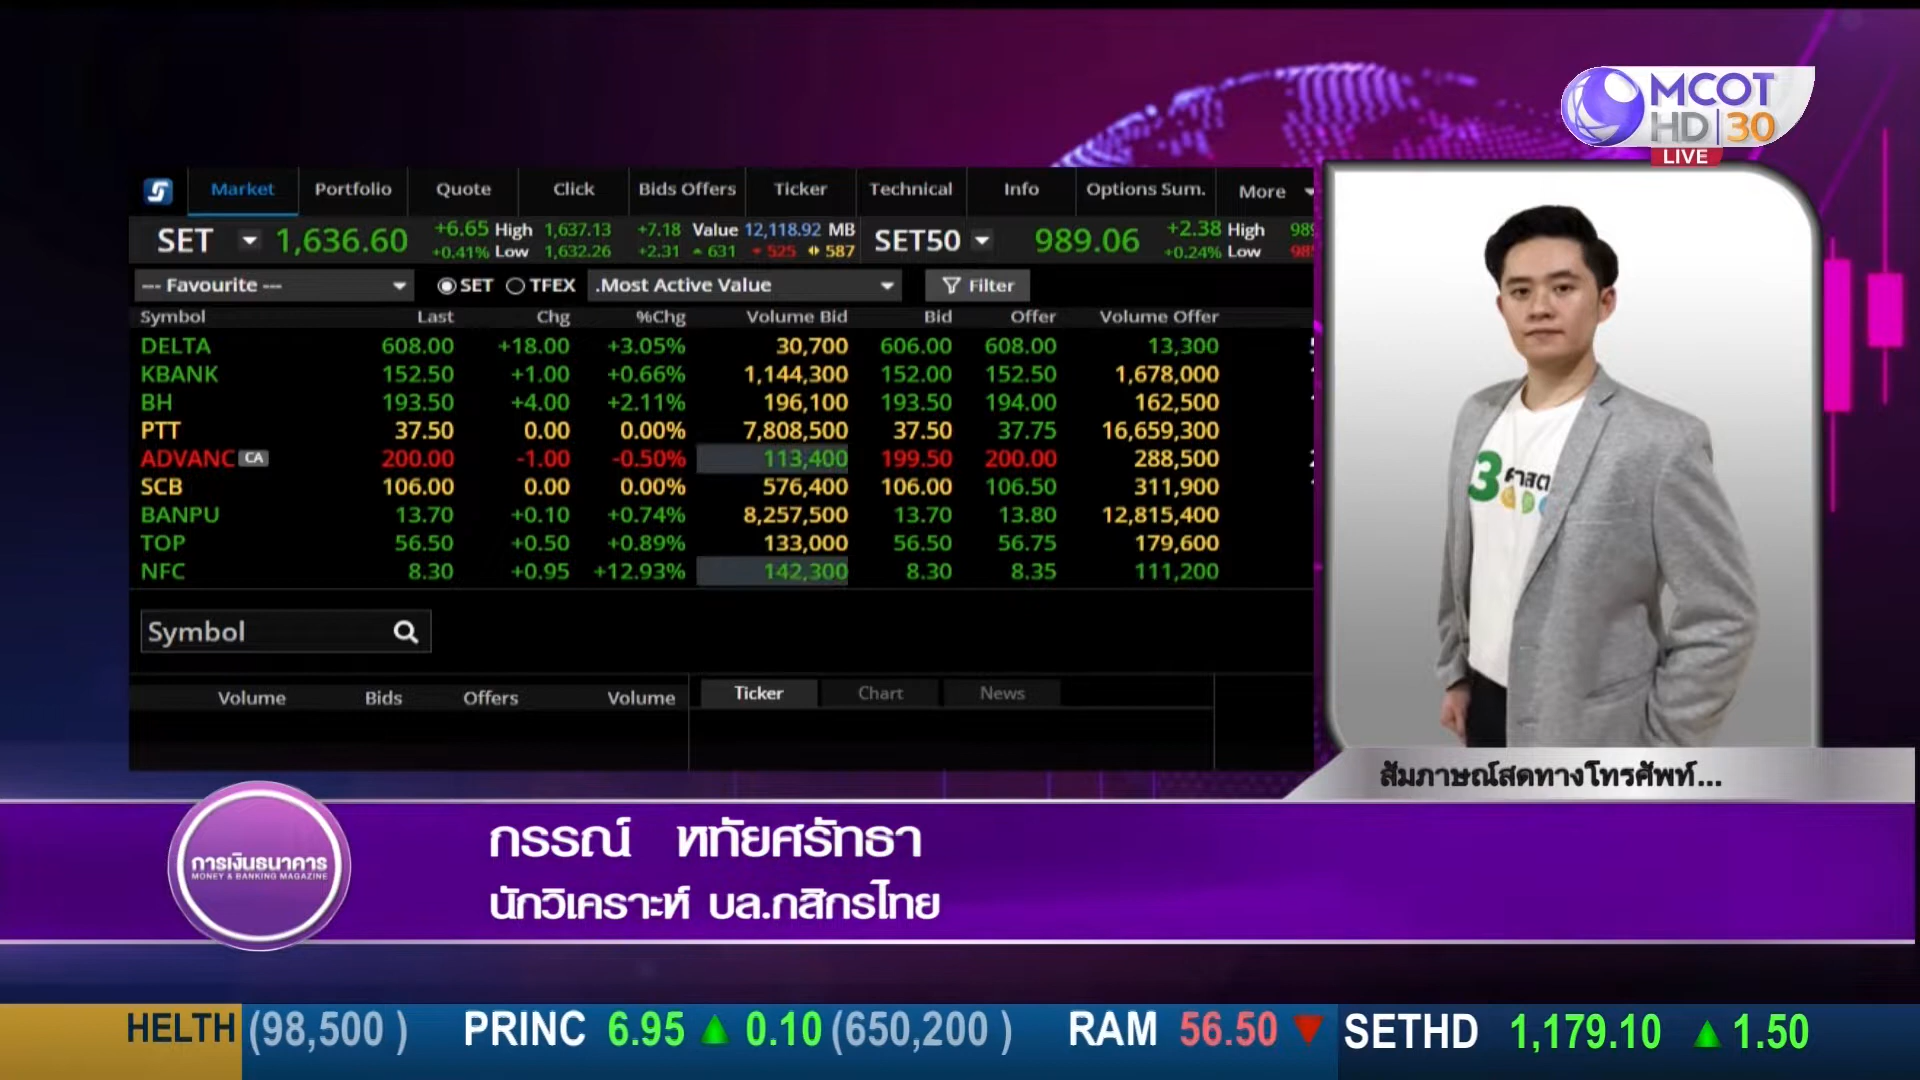 MCOT
HD 30
LIVE
Market Portfolio Quote Click Bids Offers Ticker Technical Info Options Sum. More
SET 1,636.60 +6.65 High 1,637.13 +7.18 Value 12,118.92 MB SET50 989.06 +2.38 High
+0.41% Low 1,632.26 +2.31 631 525 587 +0.24% Low
--- Favourite --- SET TFEX .Most Active Value Filter
Symbol Last Chg %Chg Volume Bid Bid Offer Volume Offer
DELTA 608.00 +18.00 +3.05% 30,700 606.00 608.00 13,300
KBANK 152.50 +1.00 +0.66% 1,144,300 152.00 152.50 1,678,000
BH 193.50 +4.00 +2.11% 196,100 193.50 194.00 162,500
PTT 37.50 0.00 0.00% 7,808,500 37.50 37.75 16,659,300
ADVANC CA 200.00 -1.00 -0.50% 113,400 199.50 200.00 288,500
SCB 106.00 0.00 0.00% 576,400 106.00 106.50 311,900
BANPU 13.70 +0.10 +0.74% 8,257,500 13.70 13.80 12,815,400
TOP 56.50 +0.50 +0.89% 133,000 56.50 56.75 179,600
NFC 8.30 +0.95 +12.93% 142,300 8.30 8.35 111,200
Symbol
Volume Bids Offers Volume Ticker Chart News
สัมภาษณ์สดทางโทรศัพท์...
การเงินธนาคาร
MONEY & BANKING MAGAZINE
กรรณ์ หทัยศรัทธา
นักวิเคราะห์ บล.กสิกรไทย
HELTH (98,500 ) PRINC 6.95 ▲ 0.10 (650,200 ) RAM 56.50 ▼ SETHD 1,179.10 ▲ 1.50